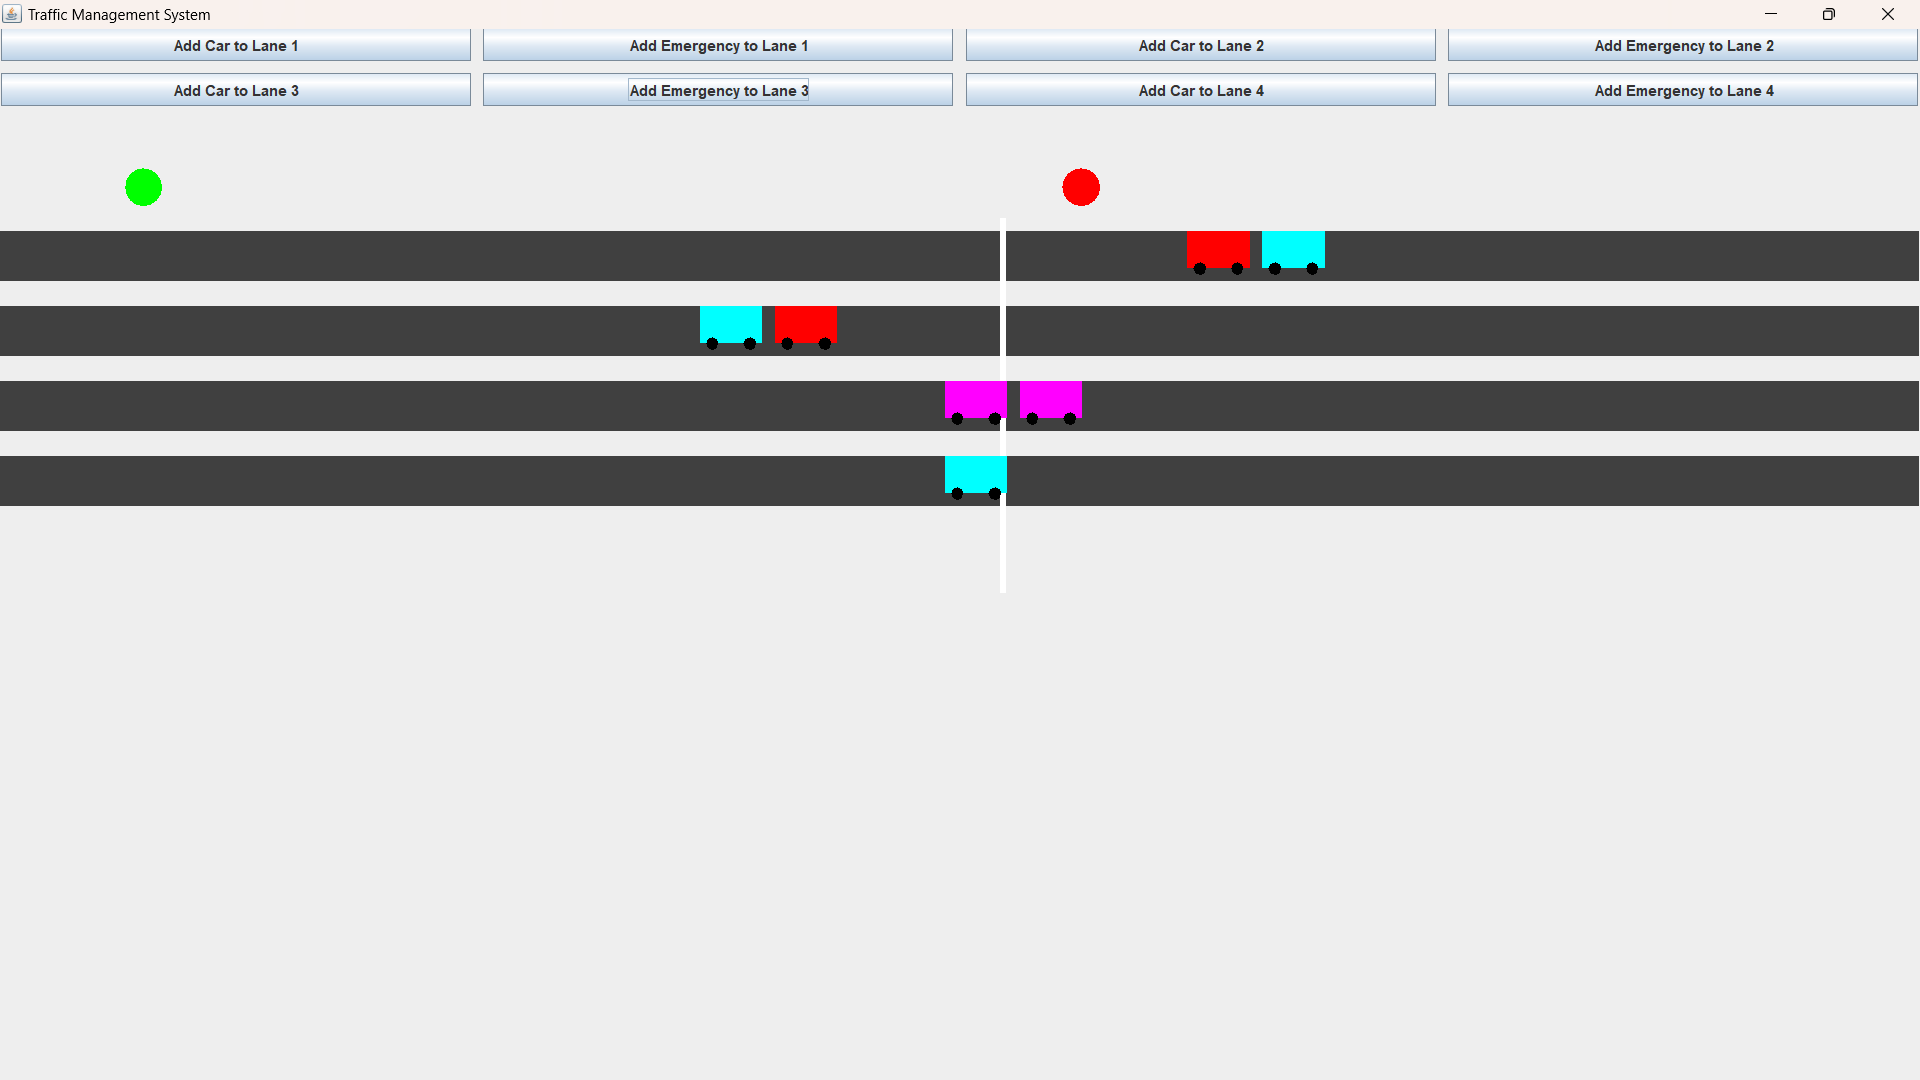 Traffic Management System
Add Car to Lane 1 Add Emergency to Lane 1 Add Car to Lane 2 Add Emergency to Lane 2
Add Car to Lane 3 Add Emergency to Lane 3 Add Car to Lane 4 Add Emergency to Lane 4